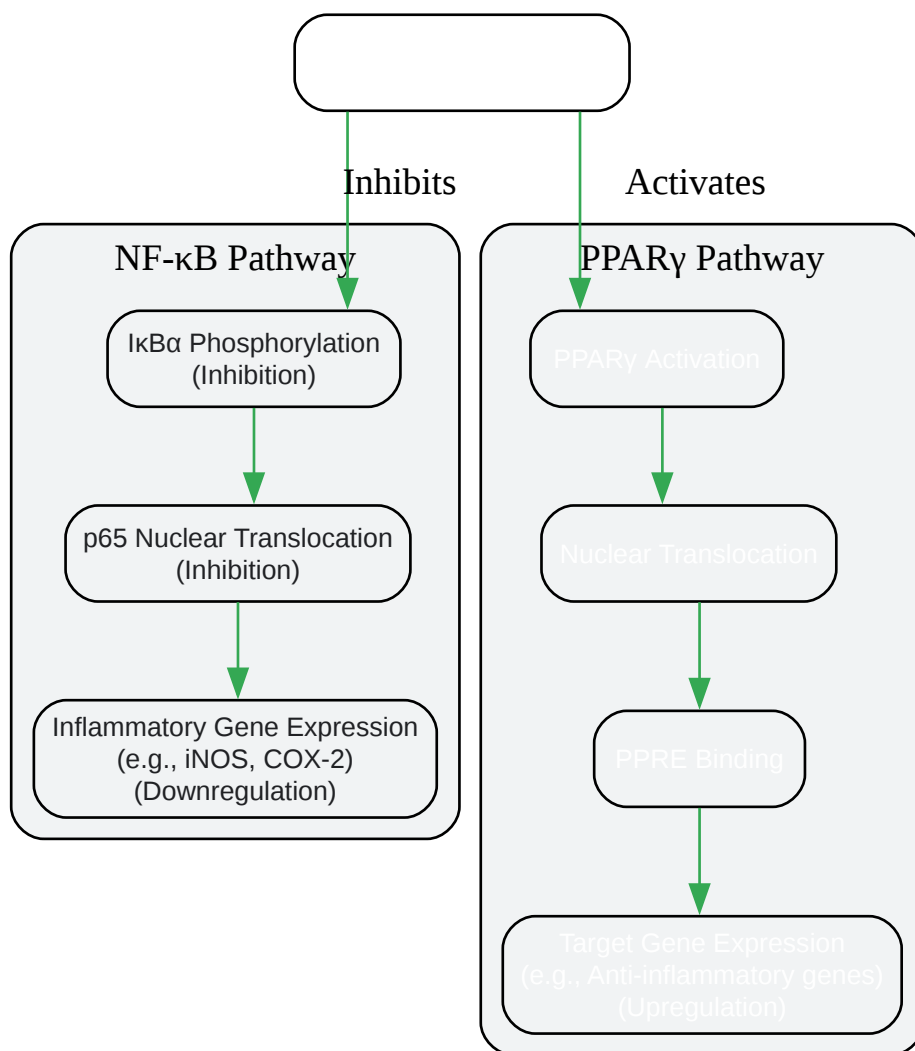 Inhibits
Activates
NF-κB Pathway
IκBα Phosphorylation
(Inhibition)
p65 Nuclear Translocation
(Inhibition)
Inflammatory Gene Expression
(e.g., iNOS, COX-2)
(Downregulation)
PPARγ Pathway
PPARγ Activation
Nuclear Translocation
PPRE Binding
Target Gene Expression
(e.g., Anti-inflammatory genes)
(Upregulation)